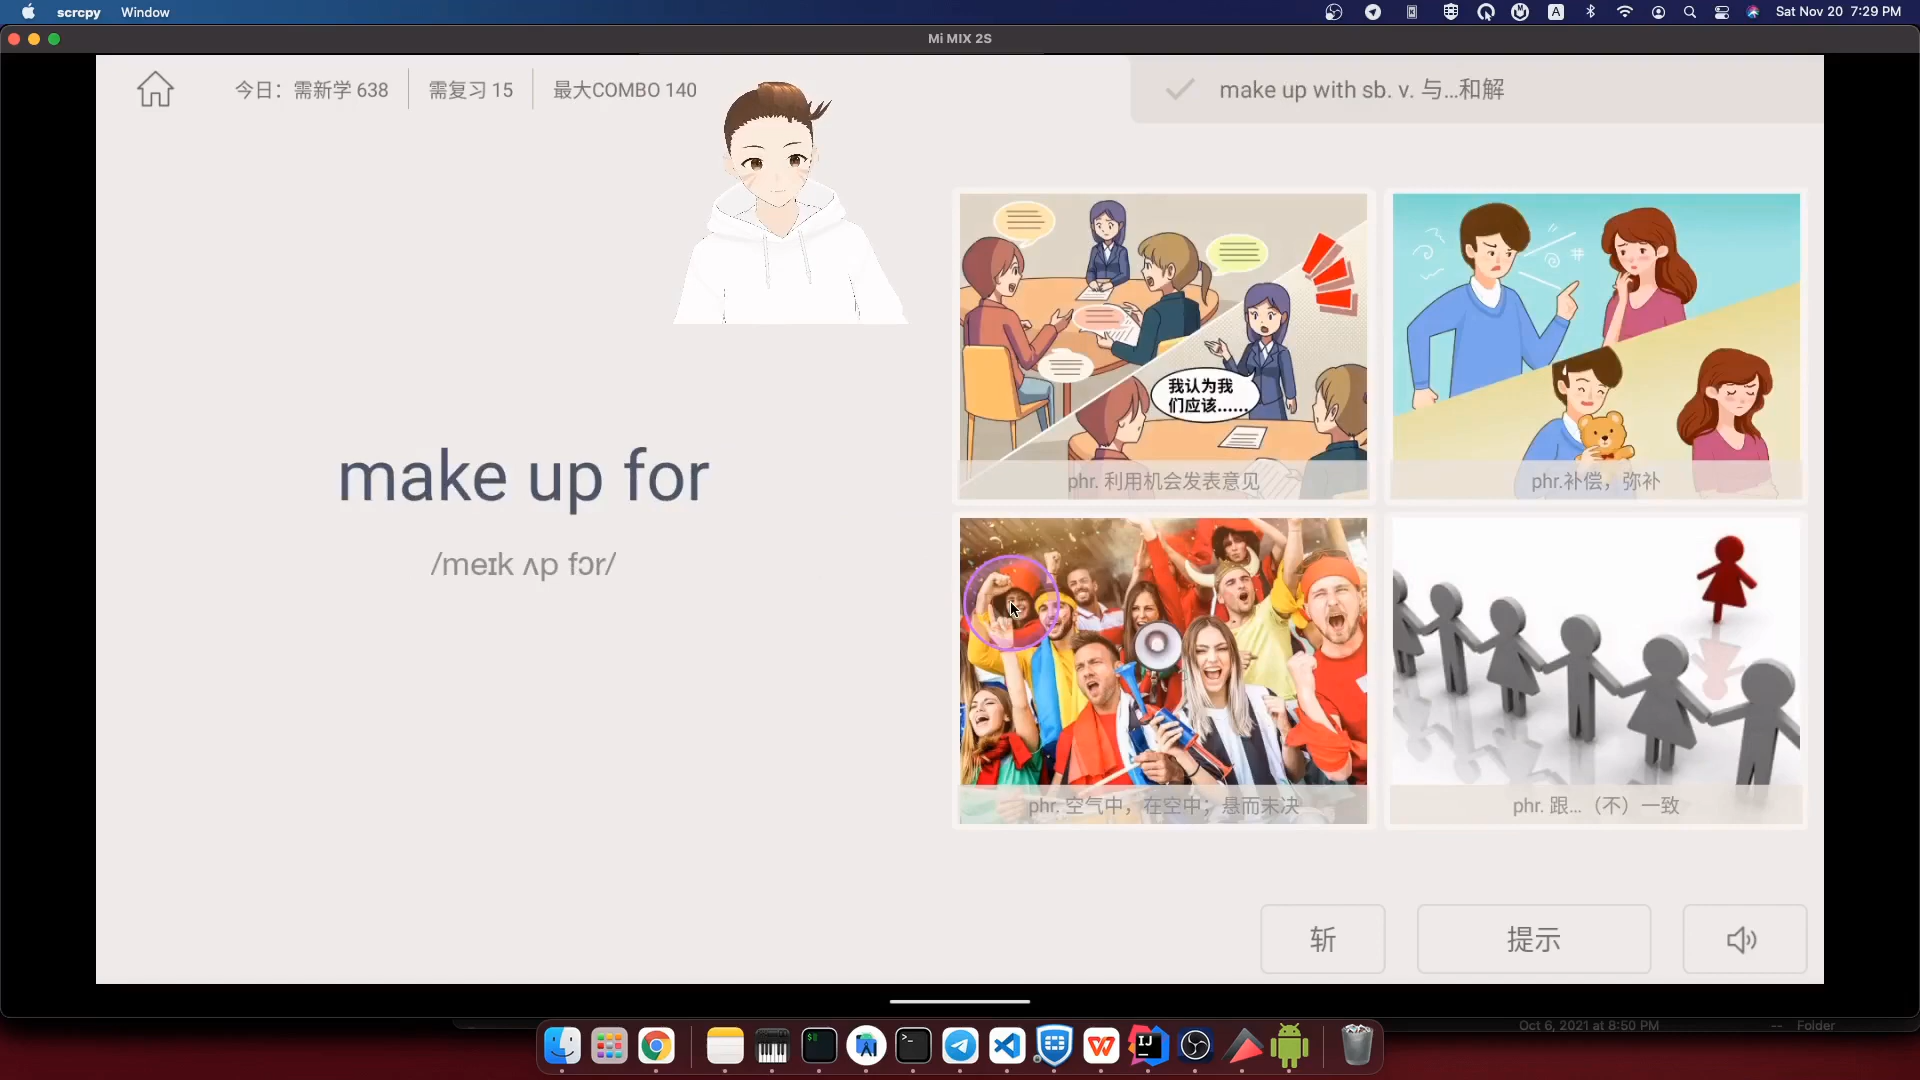 scrcpy Window
A
Sat Nov 20 7:29 PM
Mi MIX 2S
今日：需新学 638
需复习 15
最大COMBO 140
make up with sb. v. 与...和解
我认为我
们应该......
make up for
/meɪk ʌp fɔr/
phr. 利用机会发表意见
phr.补偿，弥补
phr. 空气中，在空中；悬而未决
phr. 跟...（不）一致
斩
提示
Oct 6, 2021 at 8:50 PM -- Folder